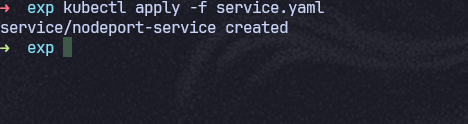 ➜ exp kubectl apply -f service.yaml
service/nodeport-service created
➜ exp